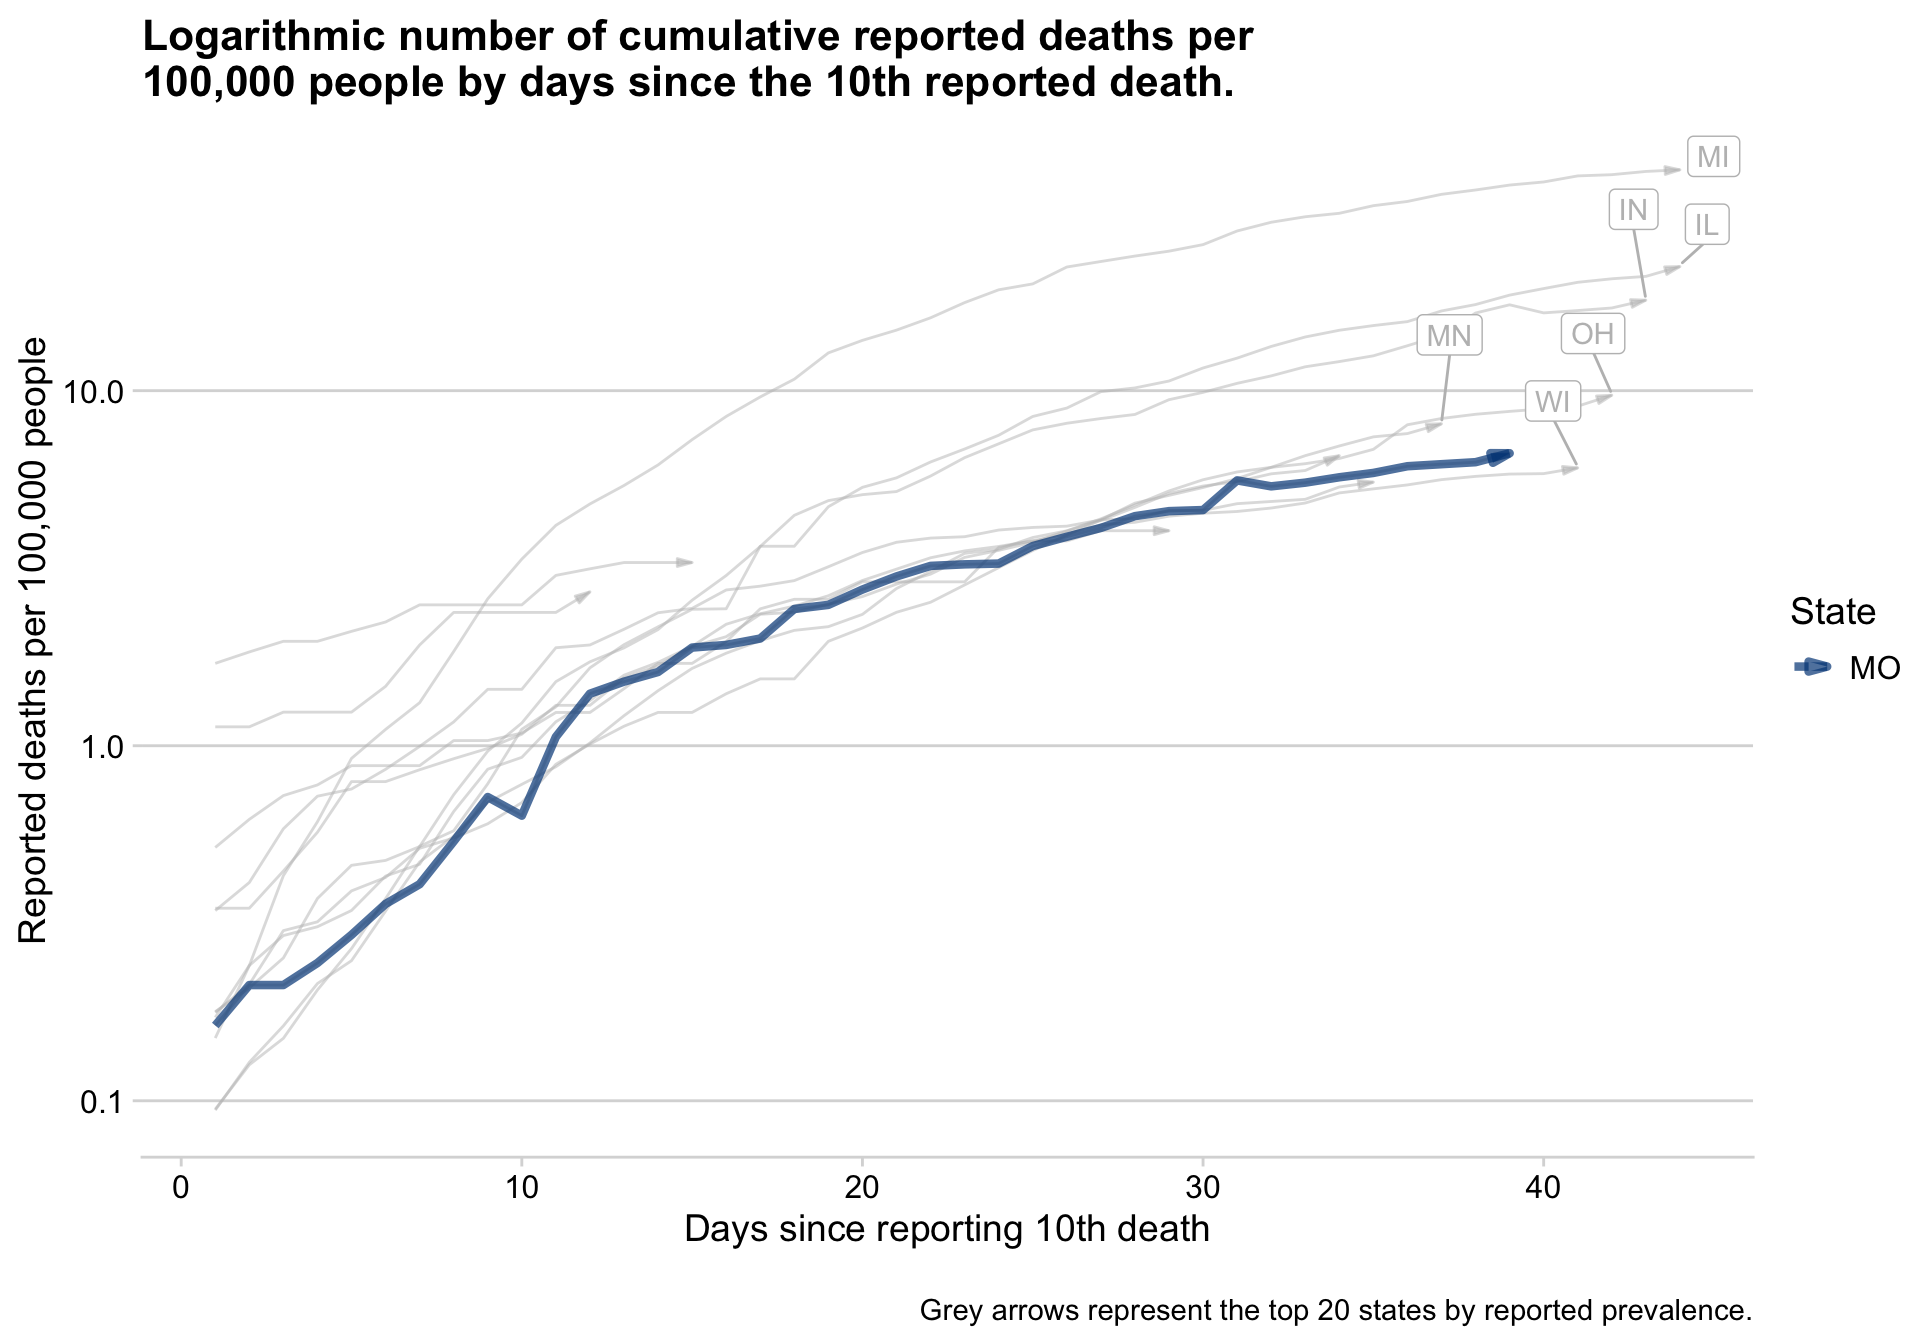 Logarithmic number of cumulative reported deaths per
100,000 people by days since the 10th reported death.
MI
IN
IL
MN
OH
WI
Reported deaths per 100,000 people
10.0
1.0
0.1
State
MO
0
10
20
30
40
Days since reporting 10th death
Grey arrows represent the top 20 states by reported prevalence.